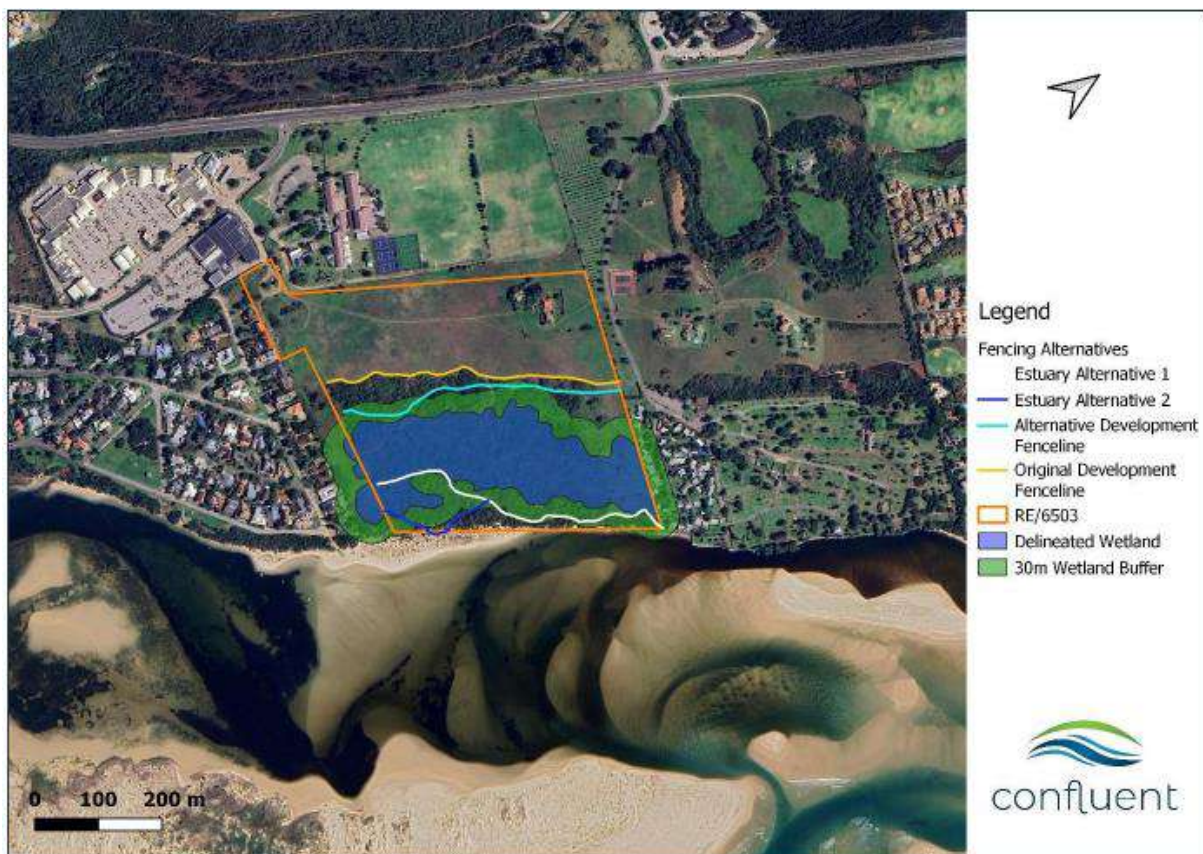 Legend
Fencing Alternatives
Estuary Alternative 1
Estuary Alternative 2
Alternative Development
Fenceline
Original Development
Fenceline
RE/6503
Delineated Wetland
30m Wetland Buffer
0 100 200 m
confluent